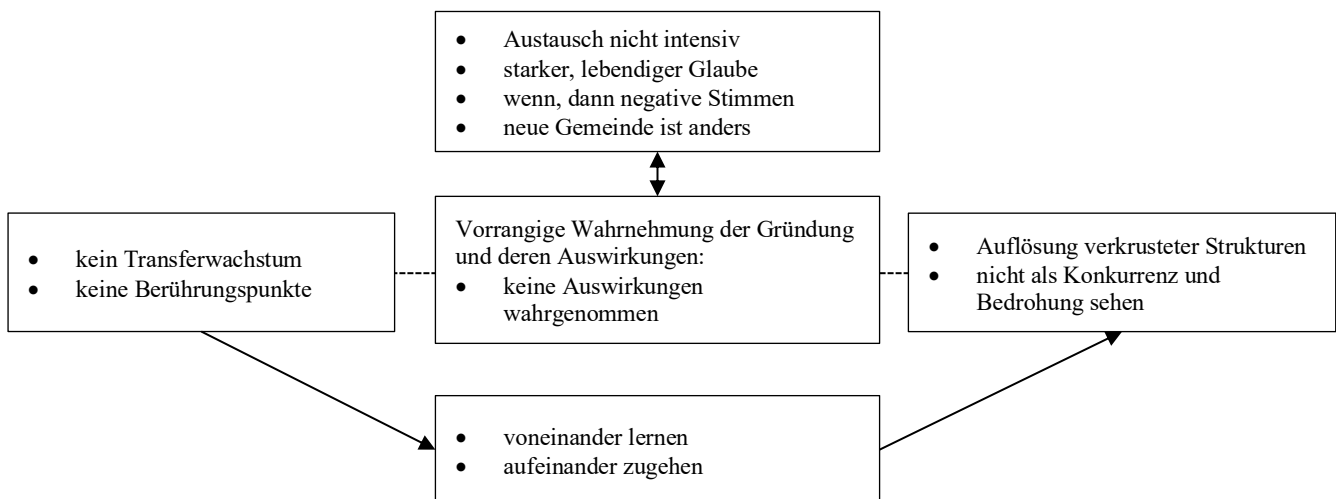 • Austausch nicht intensiv
• starker, lebendiger Glaube
• wenn, dann negative Stimmen
• neue Gemeinde ist anders
• kein Transferwachstum
• keine Berührungspunkte
Vorrangige Wahrnehmung der Gründung
und deren Auswirkungen:
• keine Auswirkungen
wahrgenommen
• Auflösung verkrusteter Strukturen
• nicht als Konkurrenz und
Bedrohung sehen
• voneinander lernen
• aufeinander zugehen